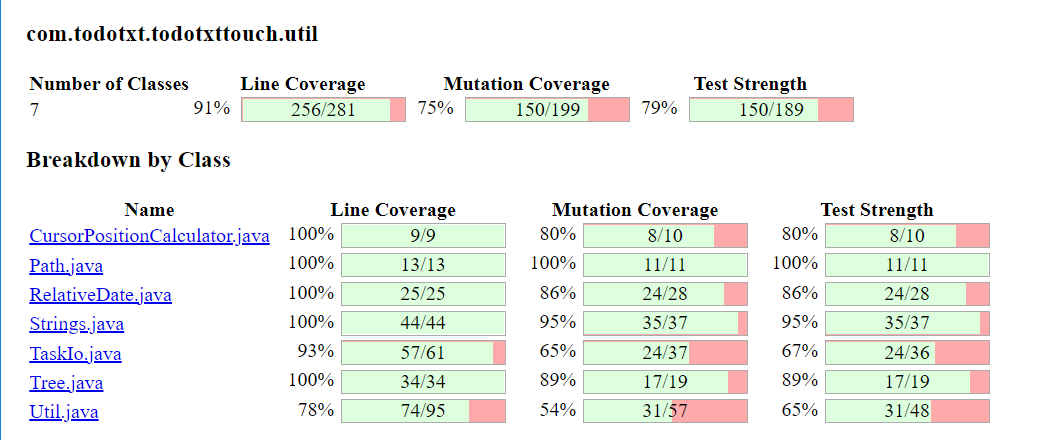 com.todotxt.todotxttouch.util
Number of Classes Line Coverage Mutation Coverage Test Strength
7 91% 256/281 75% 150/199 79% 150/189
Breakdown by Class
Name Line Coverage Mutation Coverage Test Strength
CursorPositionCalculator.java 100% 9/9 80% 8/10 80% 8/10
Path.java 100% 13/13 100% 11/11 100% 11/11
RelativeDate.java 100% 25/25 86% 24/28 86% 24/28
Strings.java 100% 44/44 95% 35/37 95% 35/37
TaskIo.java 93% 57/61 65% 24/37 67% 24/36
Tree.java 100% 34/34 89% 17/19 89% 17/19
Util.java 78% 74/95 54% 31/57 65% 31/48